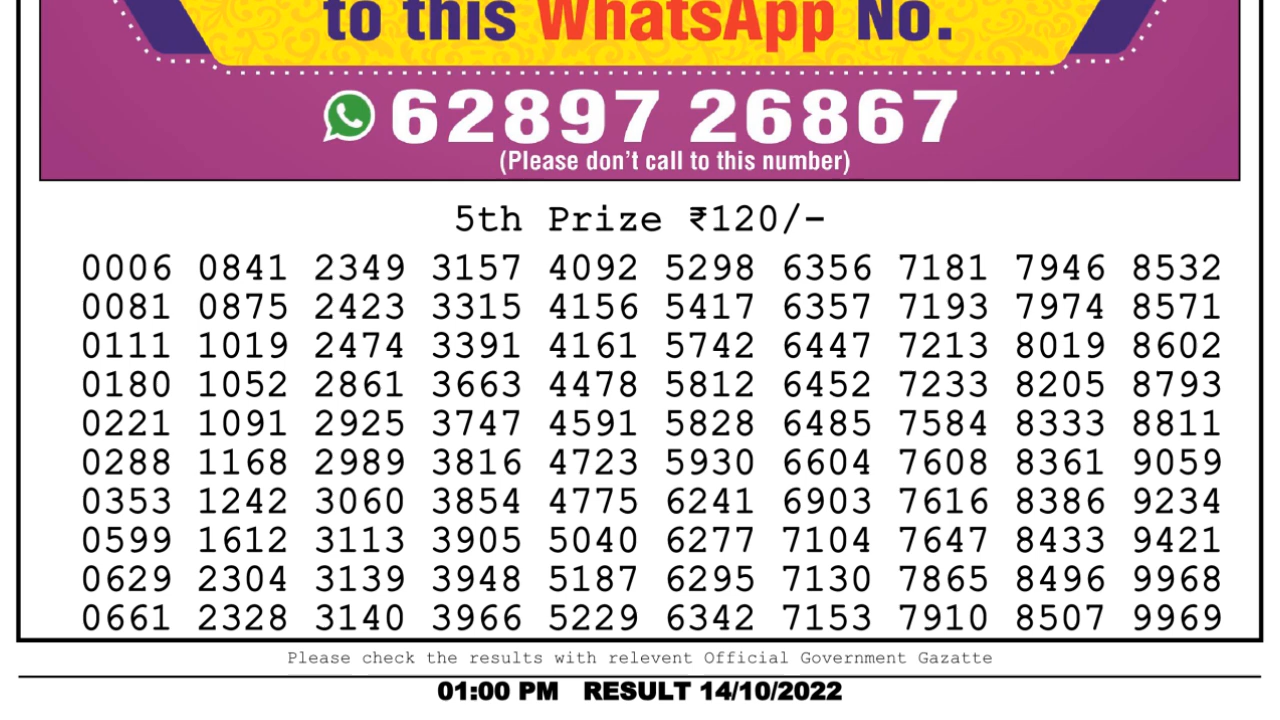 to this WhatsApp No.
62897 26867
(Please don't call to this number)
5th Prize ₹120/-
0006 0841 2349 3157 4092 5298 6356 7181 7946 8532
0081 0875 2423 3315 4156 5417 6357 7193 7974 8571
0111 1019 2474 3391 4161 5742 6447 7213 8019 8602
0180 1052 2861 3663 4478 5812 6452 7233 8205 8793
0221 1091 2925 3747 4591 5828 6485 7584 8333 8811
0288 1168 2989 3816 4723 5930 6604 7608 8361 9059
0353 1242 3060 3854 4775 6241 6903 7616 8386 9234
0599 1612 3113 3905 5040 6277 7104 7647 8433 9421
0629 2304 3139 3948 5187 6295 7130 7865 8496 9968
0661 2328 3140 3966 5229 6342 7153 7910 8507 9969
Please check the results with relevent Official Government Gazatte
01:00 PM RESULT 14/10/2022